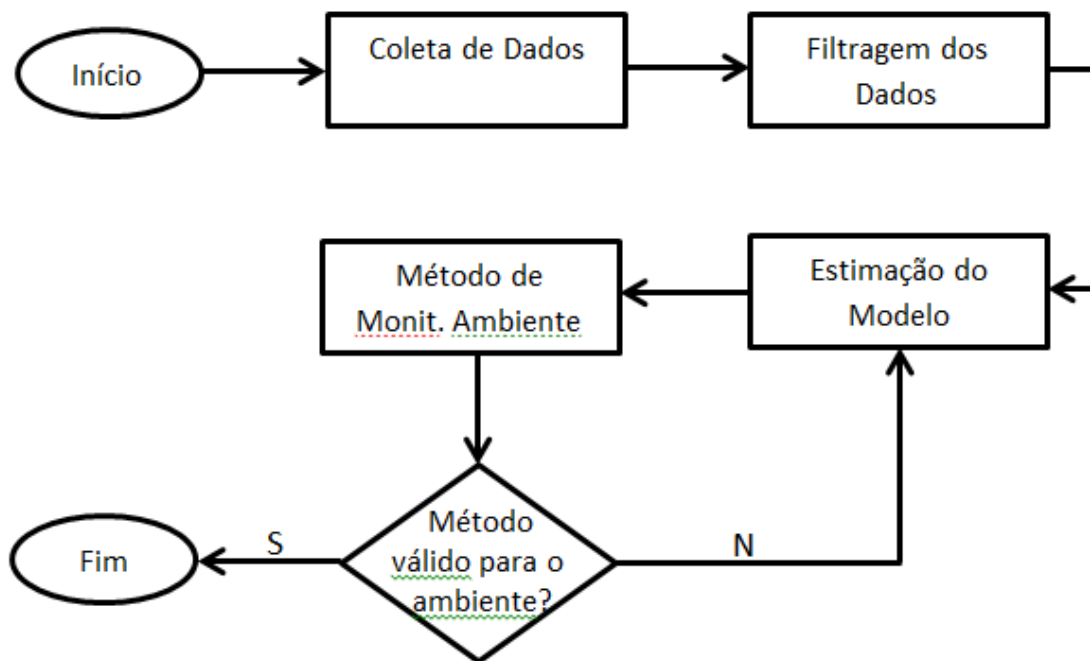 Início
Coleta de Dados
Filtragem dos
Dados
Estimação do
Modelo
Método de
Monit. Ambiente
Método
válido para o
ambiente?
S
N
Fim